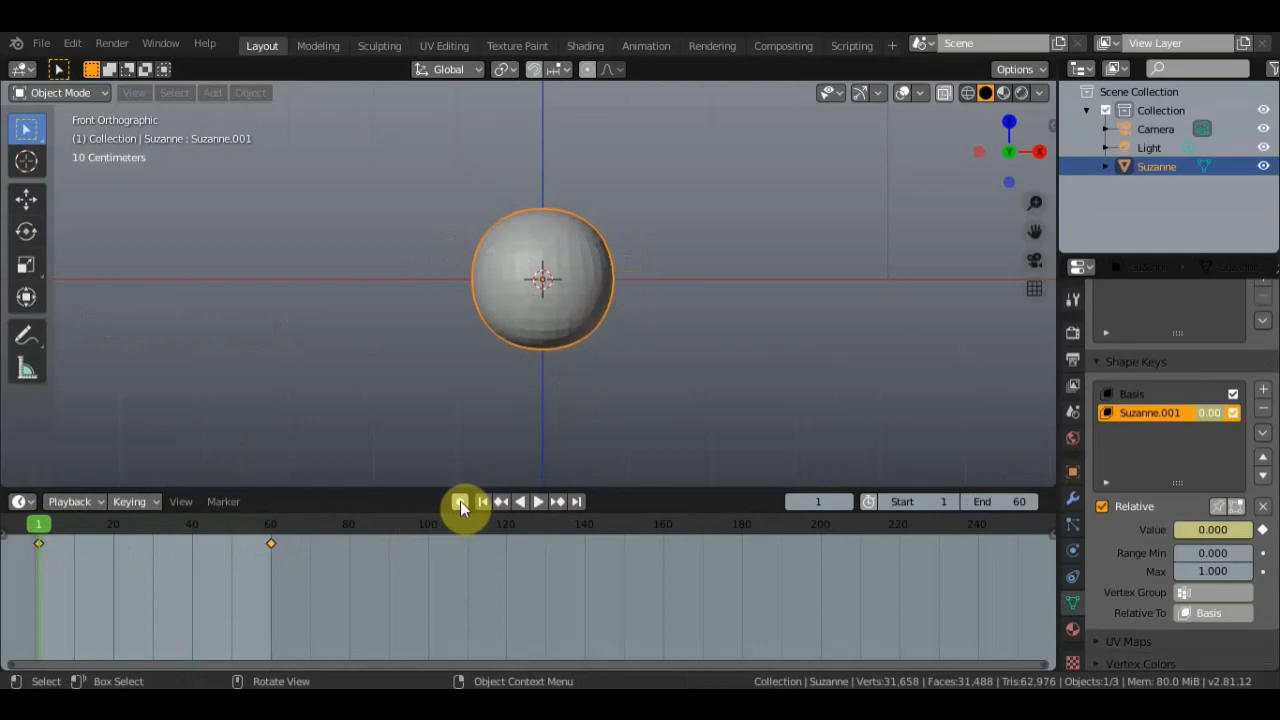 File Edit Render Window Help Layout Modeling Sculpting UV Editing Texture Paint Shading Animation Rendering Compositing Scripting + Scene View Layer
Global Options
Object Mode View Select Add Object
Scene Collection
Front Orthographic
Collection
(1) Collection | Suzanne : Suzanne.001
Camera
10 Centimeters
Light
Suzanne
Z
Y
X
Shape Keys
Basis
Suzanne.001 0.00
Playback Keying View Marker 1 Start 1 End 60
Relative
1 20 40 60 80 100 120 140 160 180 200 220 240
Value 0.000
Range Min 0.000
Max 1.000
Vertex Group
Relative To Basis
UV Maps
Vertex Colors
Select Box Select Rotate View Object Context Menu Collection | Suzanne | Verts:31,658 | Faces:31,488 | Tris:62,976 | Objects:1/3 | Mem: 80.0 MiB | v2.81.12